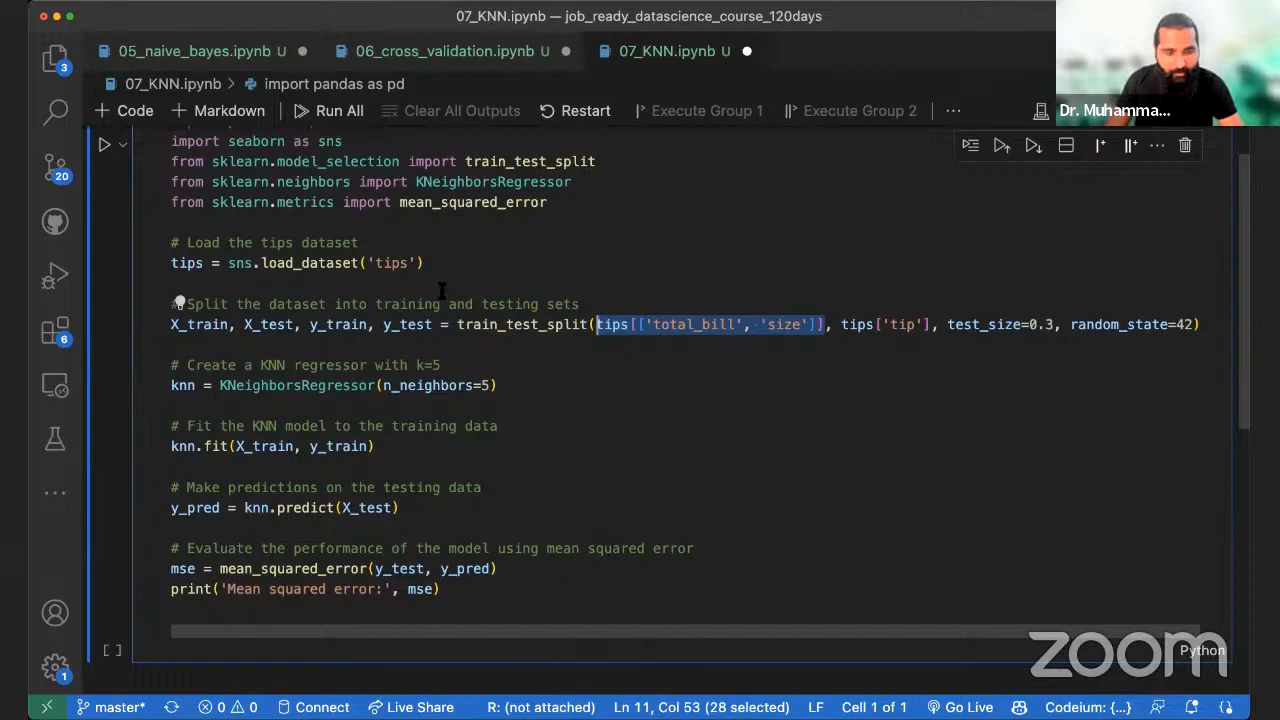 07_KNN.ipynb — job_ready_datascience_course_120days
05_naive_bayes.ipynb U
06_cross_validation.ipynb U
07_KNN.ipynb U
3
07_KNN.ipynb > import pandas as pd
+ Code + Markdown Run All Clear All Outputs Restart Execute Group 1 Execute Group 2 ...
Dr. Muhamma...
import seaborn as sns
from sklearn.model_selection import train_test_split
from sklearn.neighbors import KNeighborsRegressor
20
from sklearn.metrics import mean_squared_error
# Load the tips dataset
tips = sns.load_dataset('tips')
# Split the dataset into training and testing sets
X_train, X_test, y_train, y_test = train_test_split(tips[['total_bill', 'size']], tips['tip'], test_size=0.3, random_state=42)
6
# Create a KNN regressor with k=5
knn = KNeighborsRegressor(n_neighbors=5)
# Fit the KNN model to the training data
knn.fit(X_train, y_train)
# Make predictions on the testing data
y_pred = knn.predict(X_test)
# Evaluate the performance of the model using mean squared error
mse = mean_squared_error(y_test, y_pred)
print('Mean squared error:', mse)
[ ]
Python
zoom
1
master* 0 0 Connect Live Share R: (not attached) Ln 11, Col 53 (28 selected) LF Cell 1 of 1 Go Live Codeium: {...}